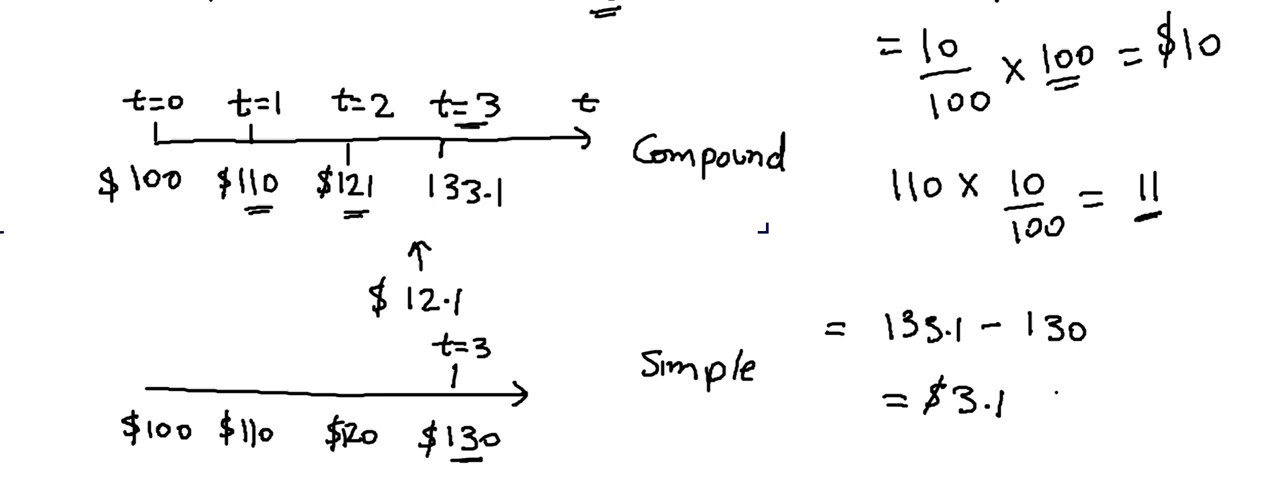 = 10/100 × 100 = $10
t=0 t=1 t=2 t=3 t
Compound
$100 $110 $121 133.1
110 × 10/100 = 11
$12.1
= 133.1 - 130
t=3
Simple
= $3.1
$100 $110 $120 $130